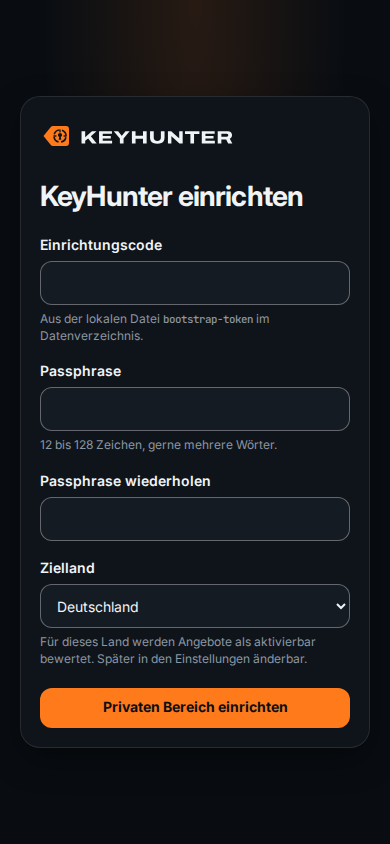 KEYHUNTER
KeyHunter einrichten
Einrichtungscode
Aus der lokalen Datei bootstrap-token im
Datenverzeichnis.
Passphrase
12 bis 128 Zeichen, gerne mehrere Wörter.
Passphrase wiederholen
Zielland
Deutschland
Für dieses Land werden Angebote als aktivierbar
bewertet. Später in den Einstellungen änderbar.
Privaten Bereich einrichten